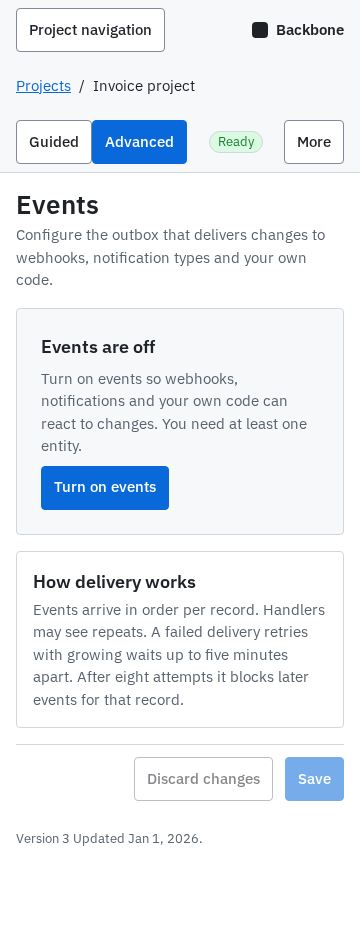 Project navigation
Backbone
Projects / Invoice project
Guided Advanced Ready More
Events
Configure the outbox that delivers changes to
webhooks, notification types and your own
code.
Events are off
Turn on events so webhooks,
notifications and your own code can
react to changes. You need at least one
entity.
Turn on events
How delivery works
Events arrive in order per record. Handlers
may see repeats. A failed delivery retries
with growing waits up to five minutes
apart. After eight attempts it blocks later
events for that record.
Discard changes Save
Version 3 Updated Jan 1, 2026.